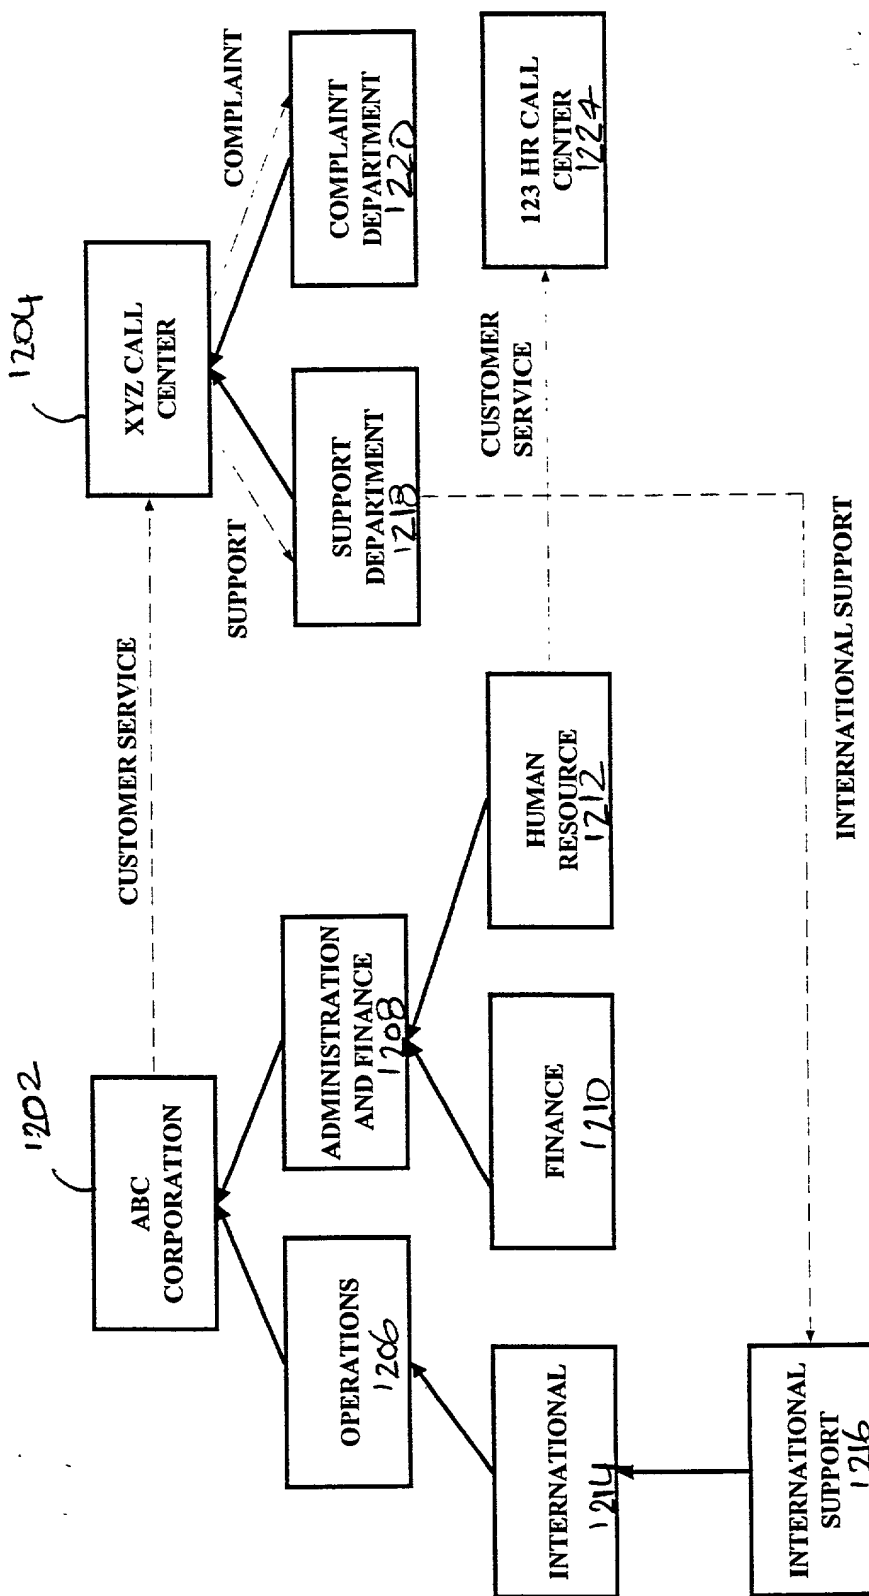 1202
ABC
CORPORATION
CUSTOMER SERVICE
1204
XYZ CALL
CENTER
SUPPORT
COMPLAINT
OPERATIONS
1206
ADMINISTRATION
AND FINANCE
1208
SUPPORT
DEPARTMENT
1218
COMPLAINT
DEPARTMENT
1220
INTERNATIONAL
1214
FINANCE
1210
HUMAN
RESOURCE
1212
CUSTOMER
SERVICE
123 HR CALL
CENTER
1224
INTERNATIONAL
SUPPORT
1216
INTERNATIONAL SUPPORT